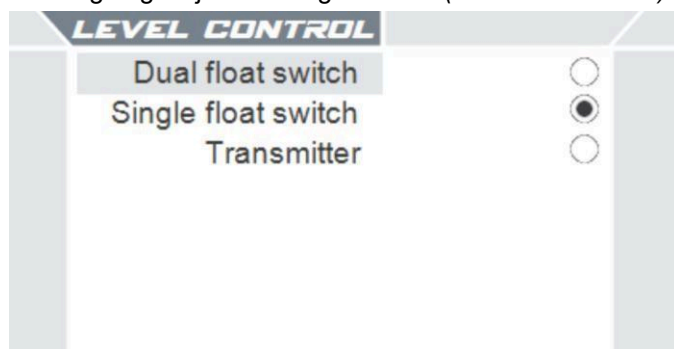 LEVEL CONTROL
Dual float switch
Single float switch
Transmitter